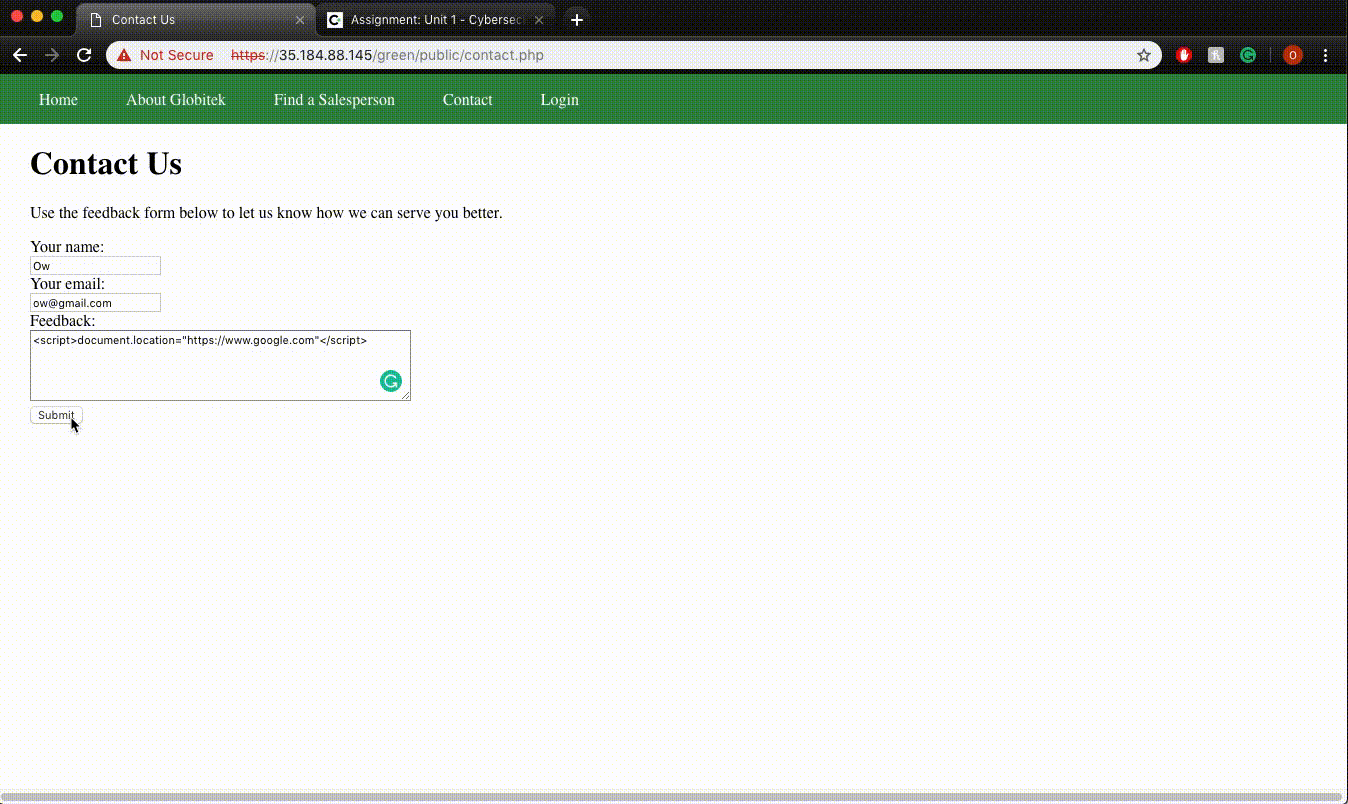 Contact Us
Assignment: Unit 1 - Cybersec
Not Secure https://35.184.88.145/green/public/contact.php
O
Home About Globitek Find a Salesperson Contact Login
Contact Us
Use the feedback form below to let us know how we can serve you better.
Your name:
Ow
Your email:
ow@gmail.com
Feedback:
<script>document.location="https://www.google.com"</script>
Submit